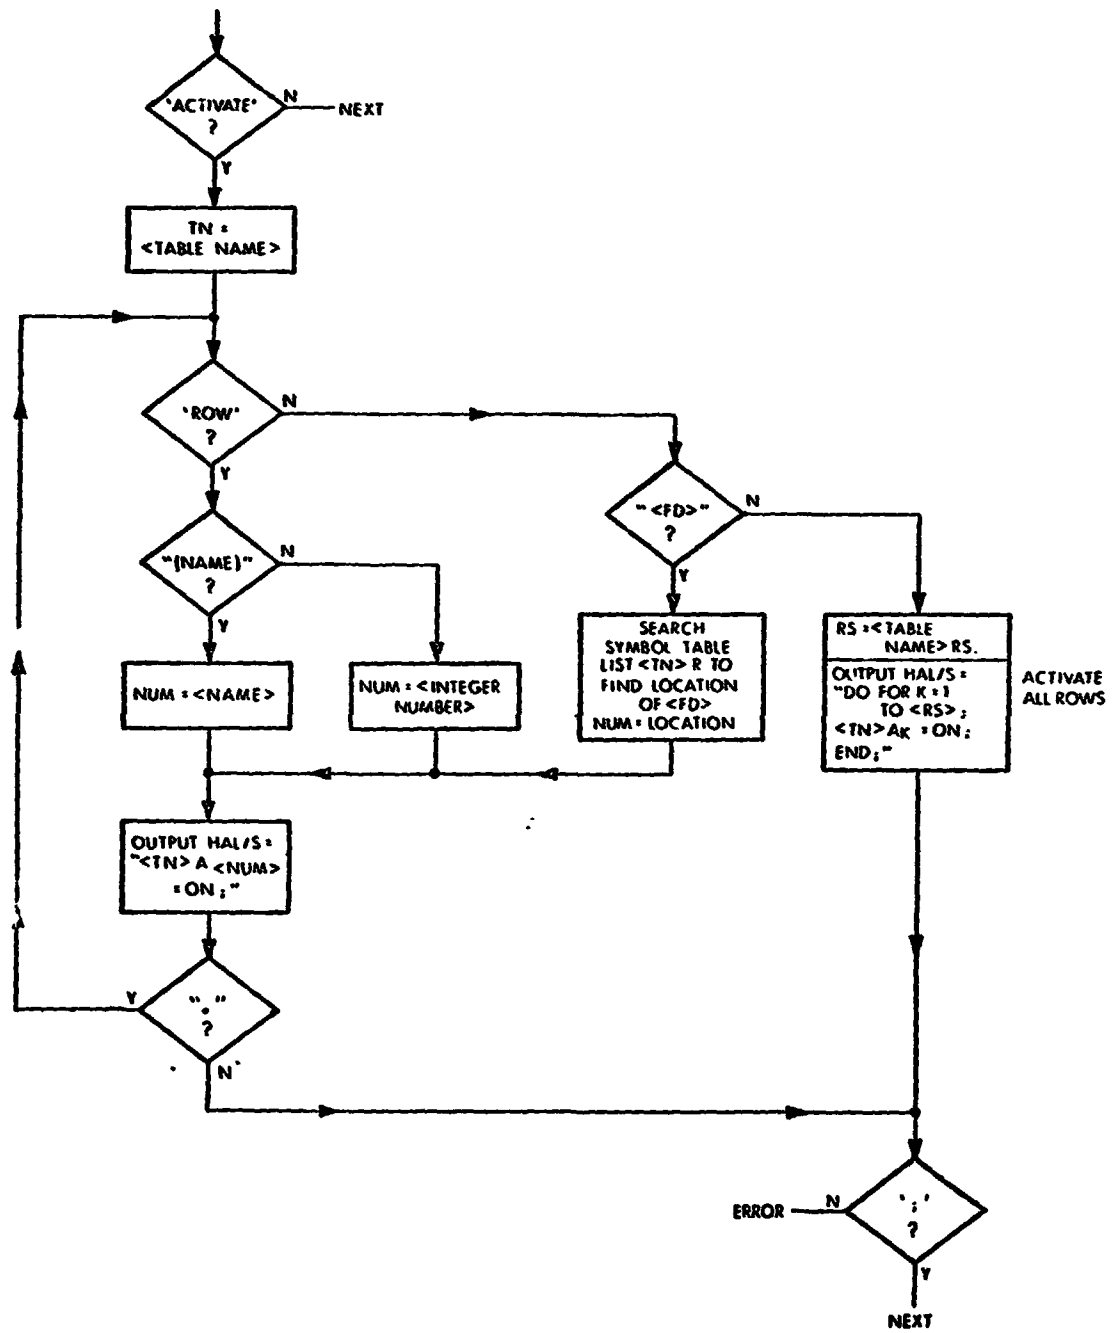 'ACTIVATE'
?
N
NEXT
Y
TN =
<TABLE NAME>
'ROW'
?
N
Y
"<FD>"
?
N
Y
"(NAME)"
?
N
Y
NUM = <NAME>
NUM = <INTEGER
NUMBER>
SEARCH
SYMBOL TABLE
LIST <TN> R TO
FIND LOCATION
OF <FD>
NUM = LOCATION
RS = <TABLE
NAME> RS.
OUTPUT HAL/S =
"DO FOR K = 1
TO <RS>;
<TN> AK = ON;
END;"
ACTIVATE
ALL ROWS
OUTPUT HAL/S =
"<TN> A <NUM>
= ON;"
Y
"."
?
N
';'
?
N
ERROR
Y
NEXT